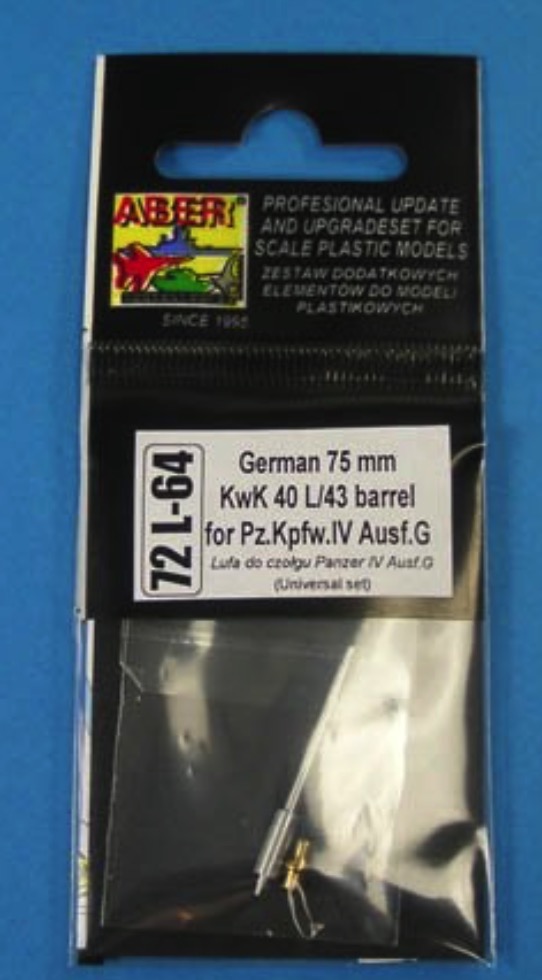 ABER
PROFESIONAL UPDATE
AND UPGRADESET FOR
SCALE PLASTIC MODELS
ZESTAW DODATKOWYCH
ELEMENTÓW DO MODELI
PLASTIKOWYCH
SINCE 1995
72 L-64
German 75 mm
KwK 40 L/43 barrel
for Pz.Kpfw.IV Ausf.G
Lufa do czołgu Panzer IV Ausf.G
(Universal set)